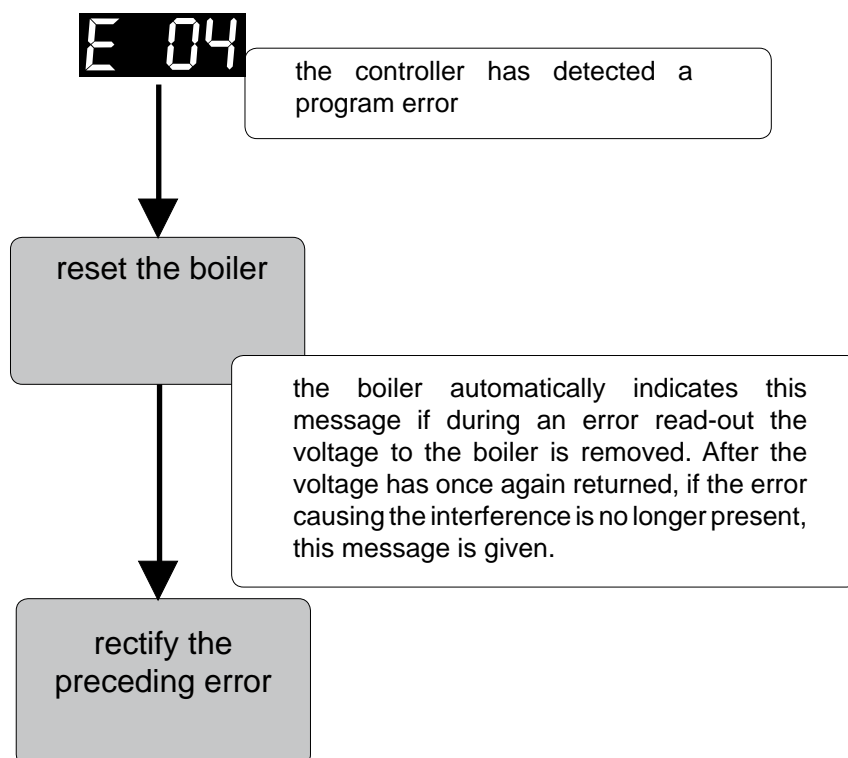 E 04
the controller has detected a
program error
reset the boiler
the boiler automatically indicates this
message if during an error read-out the
voltage to the boiler is removed. After the
voltage has once again returned, if the error
causing the interference is no longer present,
this message is given.
rectify the
preceding error